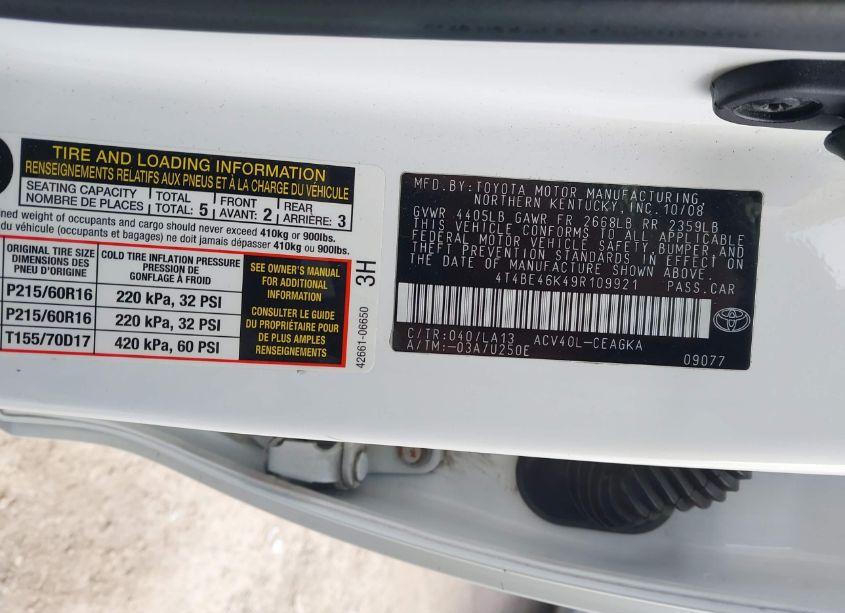 TIRE AND LOADING INFORMATION
RENSEIGNEMENTS RELATIFS AUX PNEUS ET À LA CHARGE DU VÉHICULE
SEATING CAPACITY
NOMBRE DE PLACES
TOTAL
TOTAL: 5
FRONT
AVANT: 2
REAR
ARRIÈRE: 3
ned weight of occupants and cargo should never exceed 410kg or 900lbs.
du véhicule (occupants et bagages) ne doit jamais dépasser 410kg ou 900lbs.
ORIGINAL TIRE SIZE
DIMENSIONS DES
PNEU D'ORIGINE
COLD TIRE INFLATION PRESSURE
PRESSION DE
GONFLAGE À FROID
P215/60R16 220 kPa, 32 PSI
P215/60R16 220 kPa, 32 PSI
T155/70D17 420 kPa, 60 PSI
SEE OWNER'S MANUAL
FOR ADDITIONAL
INFORMATION
CONSULTER LE GUIDE
DU PROPRIÉTAIRE POUR
DE PLUS AMPLES
RENSEIGNEMENTS
3H
42661-06650
MFD.BY:TOYOTA MOTOR MANUFACTURING,
NORTHERN KENTUCKY,INC.10/08
GVWR 4405LB GAWR FR 2668LB RR 2359LB
THIS VEHICLE CONFORMS TO ALL APPLICABLE
FEDERAL MOTOR VEHICLE SAFETY,BUMPER,AND
THEFT PREVENTION STANDARDS IN EFFECT ON
THE DATE OF MANUFACTURE SHOWN ABOVE.
4T4BE46K49R109921 PASS.CAR
C/TR:040/LA13 ACV40L-CEAGKA
A/TM:-03A/U250E
TOYOTA
09077